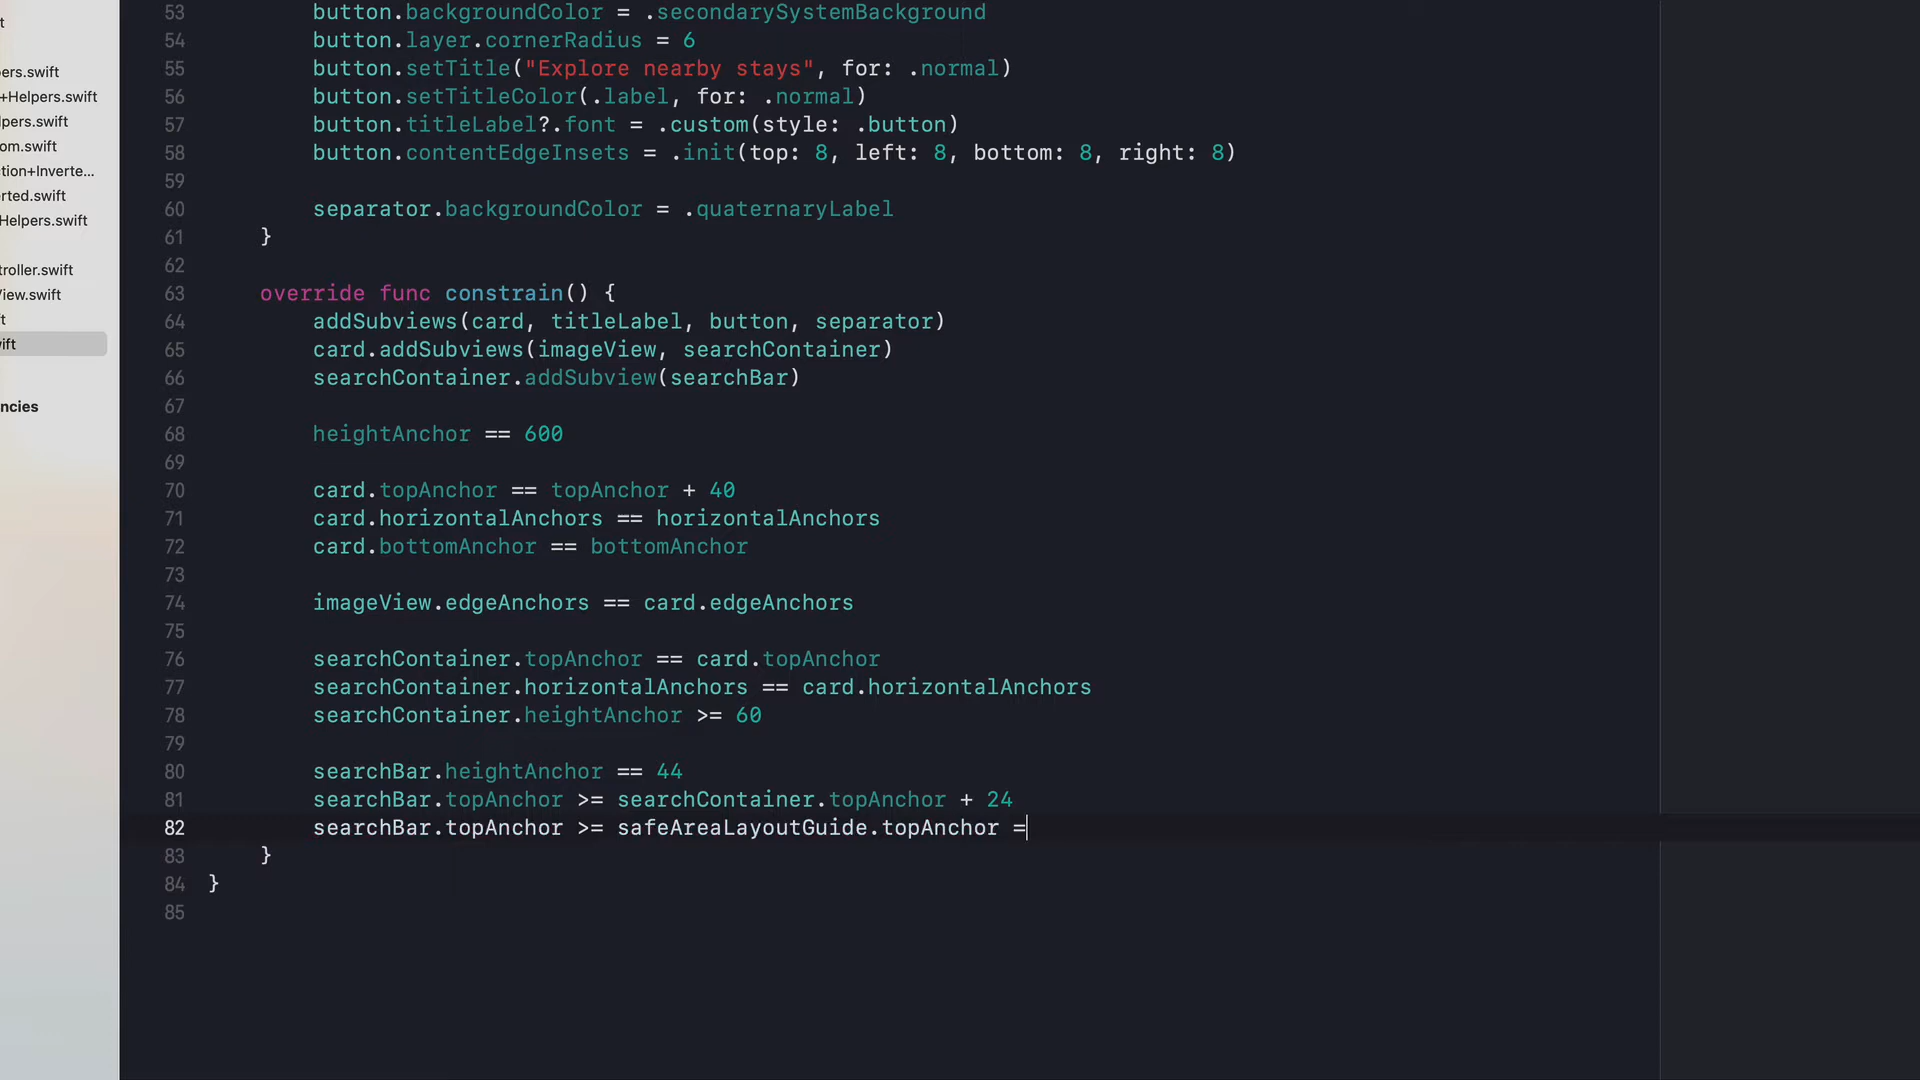 t
ers.swift
+Helpers.swift
pers.swift
om.swift
tion+Inverte...
rted.swift
Helpers.swift
troller.swift
View.swift
ft
ift
ncies
53 button.backgroundColor = .secondarySystemBackground
54 button.layer.cornerRadius = 6
55 button.setTitle("Explore nearby stays", for: .normal)
56 button.setTitleColor(.label, for: .normal)
57 button.titleLabel?.font = .custom(style: .button)
58 button.contentEdgeInsets = .init(top: 8, left: 8, bottom: 8, right: 8)
59
60 separator.backgroundColor = .quaternaryLabel
61 }
62
63 override func constrain() {
64 addSubviews(card, titleLabel, button, separator)
65 card.addSubviews(imageView, searchContainer)
66 searchContainer.addSubview(searchBar)
67
68 heightAnchor == 600
69
70 card.topAnchor == topAnchor + 40
71 card.horizontalAnchors == horizontalAnchors
72 card.bottomAnchor == bottomAnchor
73
74 imageView.edgeAnchors == card.edgeAnchors
75
76 searchContainer.topAnchor == card.topAnchor
77 searchContainer.horizontalAnchors == card.horizontalAnchors
78 searchContainer.heightAnchor >= 60
79
80 searchBar.heightAnchor == 44
81 searchBar.topAnchor >= searchContainer.topAnchor + 24
82 searchBar.topAnchor >= safeAreaLayoutGuide.topAnchor =
83 }
84 }
85